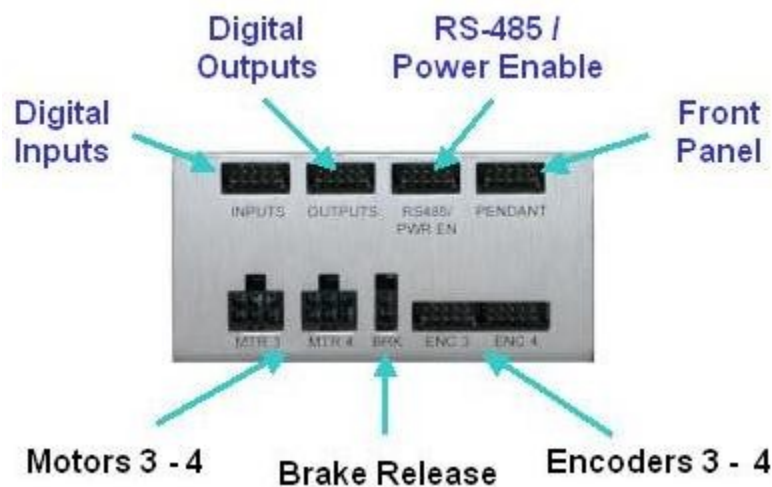 Digital
Outputs
RS-485 /
Power Enable
Digital
Inputs
Front
Panel
INPUTS OUTPUTS RS485/
PWR EN
PENDANT
MTR 3 MTR 4 BRK ENC 3 ENC 4
Motors 3 - 4
Brake Release
Encoders 3 - 4